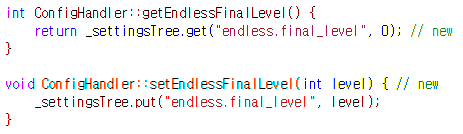 int ConfigHandler::getEndlessFinalLevel() {
    return _settingsTree.get("endless.final_level", 0); // new
}

void ConfigHandler::setEndlessFinalLevel(int level) { // new
    _settingsTree.put("endless.final_level", level);
}